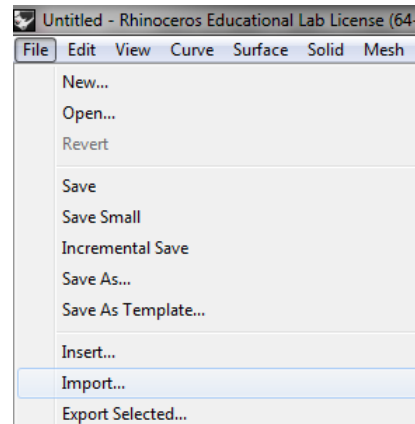 Untitled - Rhinoceros Educational Lab License (64-
File Edit View Curve Surface Solid Mesh
New...
Open...
Revert
Save
Save Small
Incremental Save
Save As...
Save As Template...
Insert...
Import...
Export Selected...